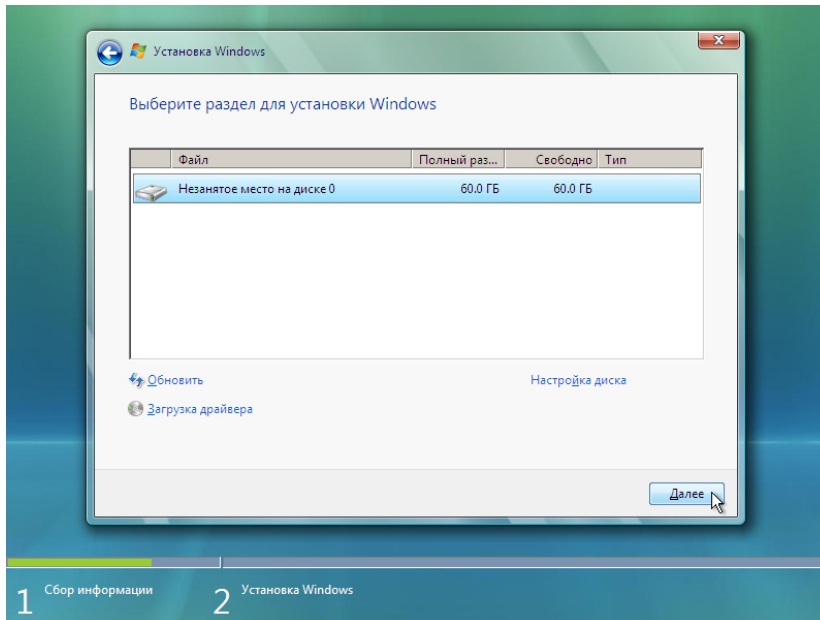 Установка Windows
Выберите раздел для установки Windows
Файл Полный раз... Свободно Тип
Незанятое место на диске 0 60.0 ГБ 60.0 ГБ
Обновить Настройка диска
Загрузка драйвера
Далее
1 Сбор информации 2 Установка Windows